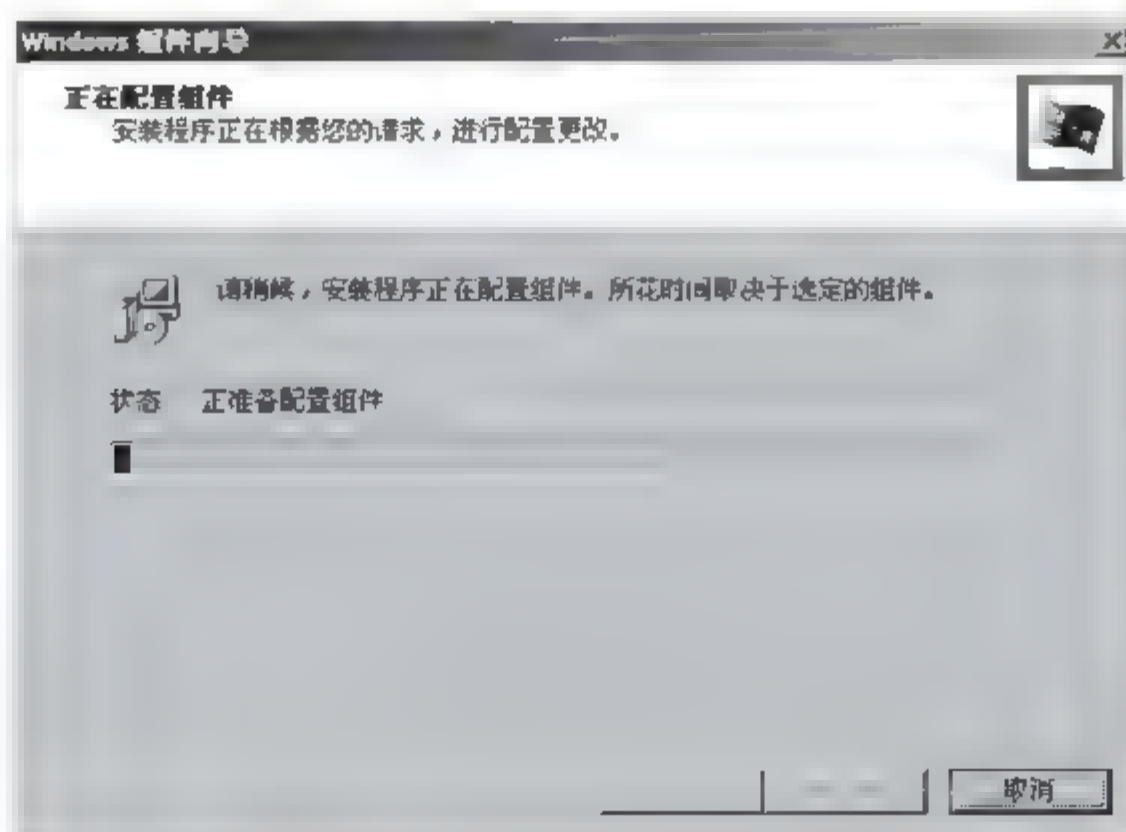 Windows 组件向导
正在配置组件
安装程序正在根据您的请求，进行配置更改。
请稍候，安装程序正在配置组件。所花时间取决于选定的组件。
状态 正准备配置组件
取消